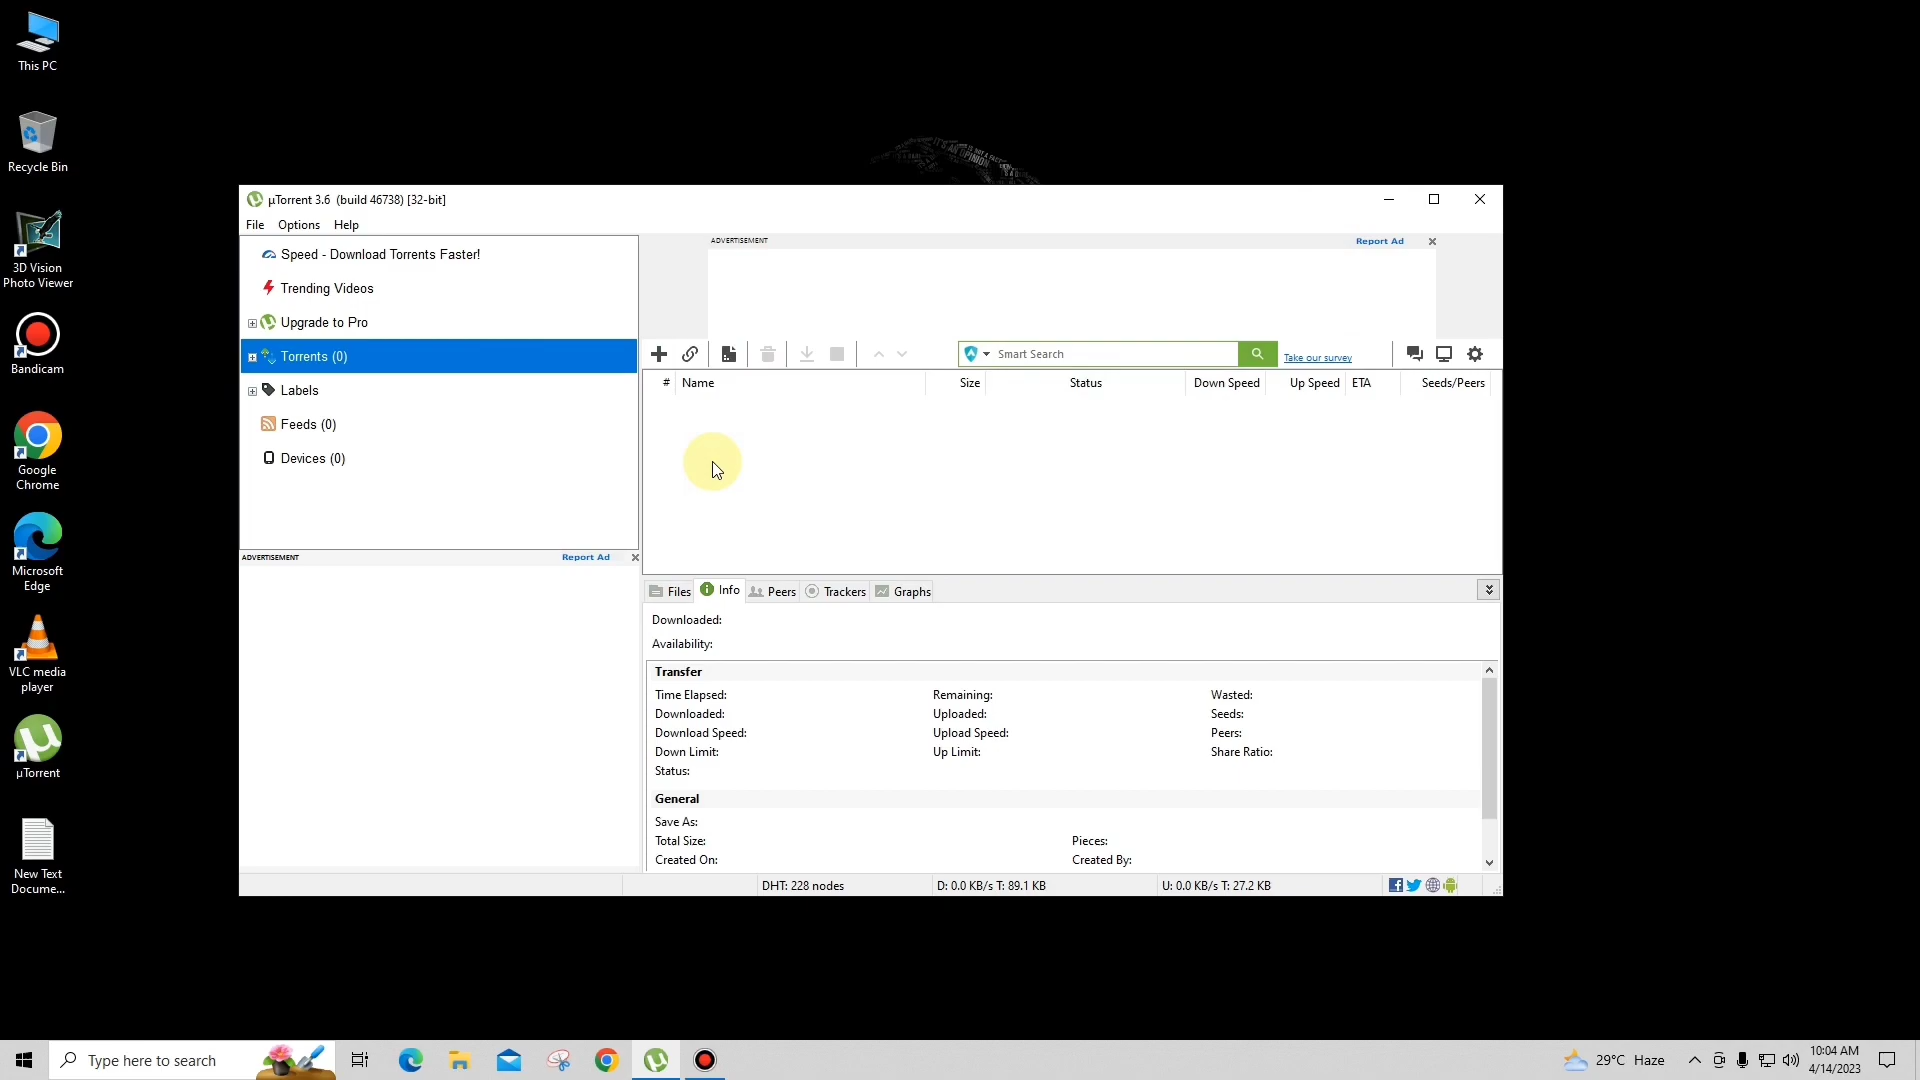 This PC
Recycle Bin
3D Vision
Photo Viewer
Bandicam
Google
Chrome
Microsoft
Edge
VLC media
player
µTorrent
New Text
Docume...
IT'S AN OPINION
µTorrent 3.6 (build 46738) [32-bit]
File Options Help
Speed - Download Torrents Faster!
Trending Videos
Upgrade to Pro
Torrents (0)
Labels
Feeds (0)
Devices (0)
ADVERTISEMENT Report Ad
ADVERTISEMENT Report Ad
Smart Search
Take our survey
# Name Size Status Down Speed Up Speed ETA Seeds/Peers
Files Info Peers Trackers Graphs
Downloaded:
Availability:
Transfer
Time Elapsed: Remaining: Wasted:
Downloaded: Uploaded: Seeds:
Download Speed: Upload Speed: Peers:
Down Limit: Up Limit: Share Ratio:
Status:
General
Save As:
Total Size: Pieces:
Created On: Created By:
DHT: 228 nodes D: 0.0 KB/s T: 89.1 KB U: 0.0 KB/s T: 27.2 KB
Type here to search
29°C Haze
10:04 AM
4/14/2023